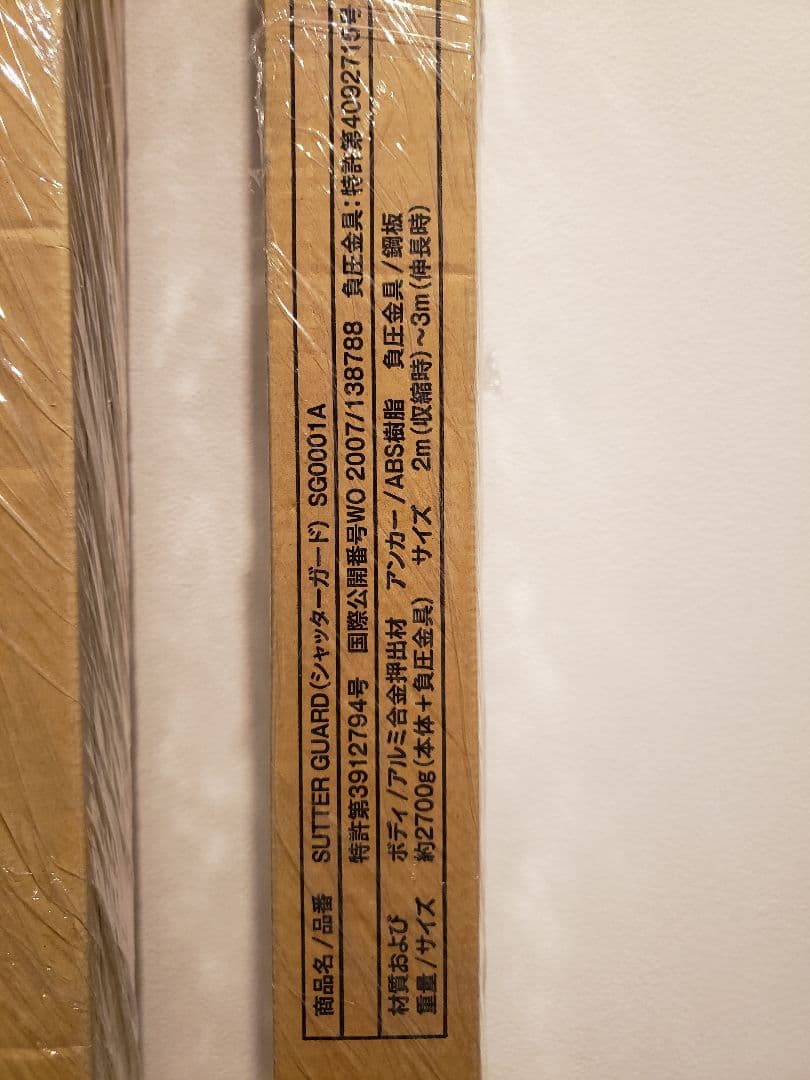 商品名/品番 SUTTER GUARD(シャッターガード) SG0001A
特許第3912794号 国際公開番号WO 2007/138788 負圧金具:特許第4092715号
材質および ボディ/アルミ合金押出材 アンカー/ABS樹脂 負圧金具/鋼板
重量/サイズ 約2700g(本体+負圧金具) サイズ 2m(収縮時)~3m(伸長時)